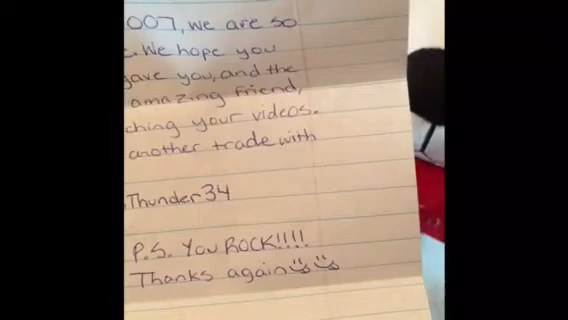 007, we are so
. We hope you
gave you, and the
amazing friend,
ching your videos.
another trade with
Thunder34
P.S. You ROCK!!!!
Thanks again